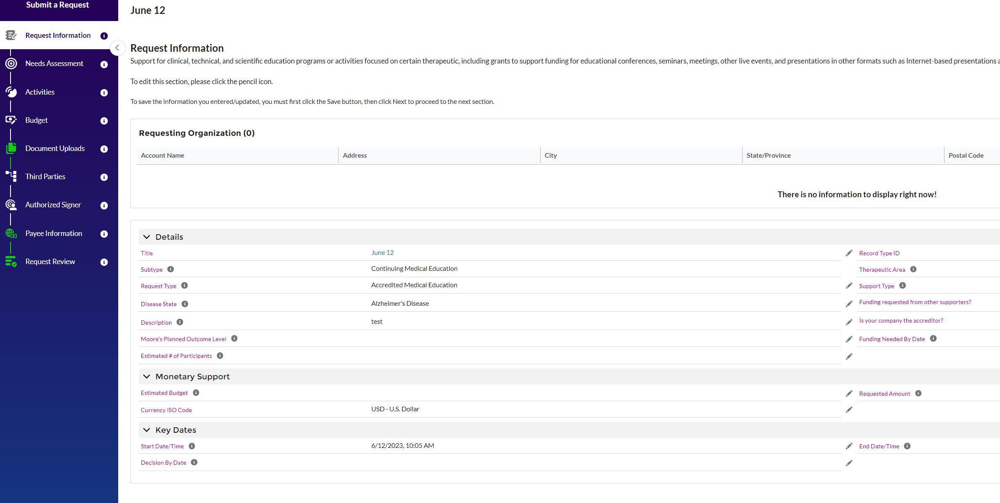 Submit a Request
Request Information
Needs Assessment
Activities
Budget
Document Uploads
Third Parties
Authorized Signer
Payee Information
Request Review
June 12
Request Information
Support for clinical, technical, and scientific education programs or activities focused on certain therapeutic, including grants to support funding for educational conferences, seminars, meetings, other live events, and presentations in other formats such as Internet-based presentations
To edit this section, please click the pencil icon.
To save the information you entered/updated, you must first click the Save button, then click Next to proceed to the next section.
Requesting Organization (0)
Account Name Address City State/Province Postal Code
There is no information to display right now!
Details
Title June 12 Record Type ID
Subtype Continuing Medical Education Therapeutic Area
Request Type Accredited Medical Education Support Type
Disease State Alzheimer's Disease Funding requested from other supporters?
Description test Is your company the accreditor?
Moore's Planned Outcome Level Funding Needed By Date
Estimated # of Participants
Monetary Support
Estimated Budget Requested Amount
Currency ISO Code USD - U.S. Dollar
Key Dates
Start Date/Time 6/12/2023, 10:05 AM End Date/Time
Decision By Date